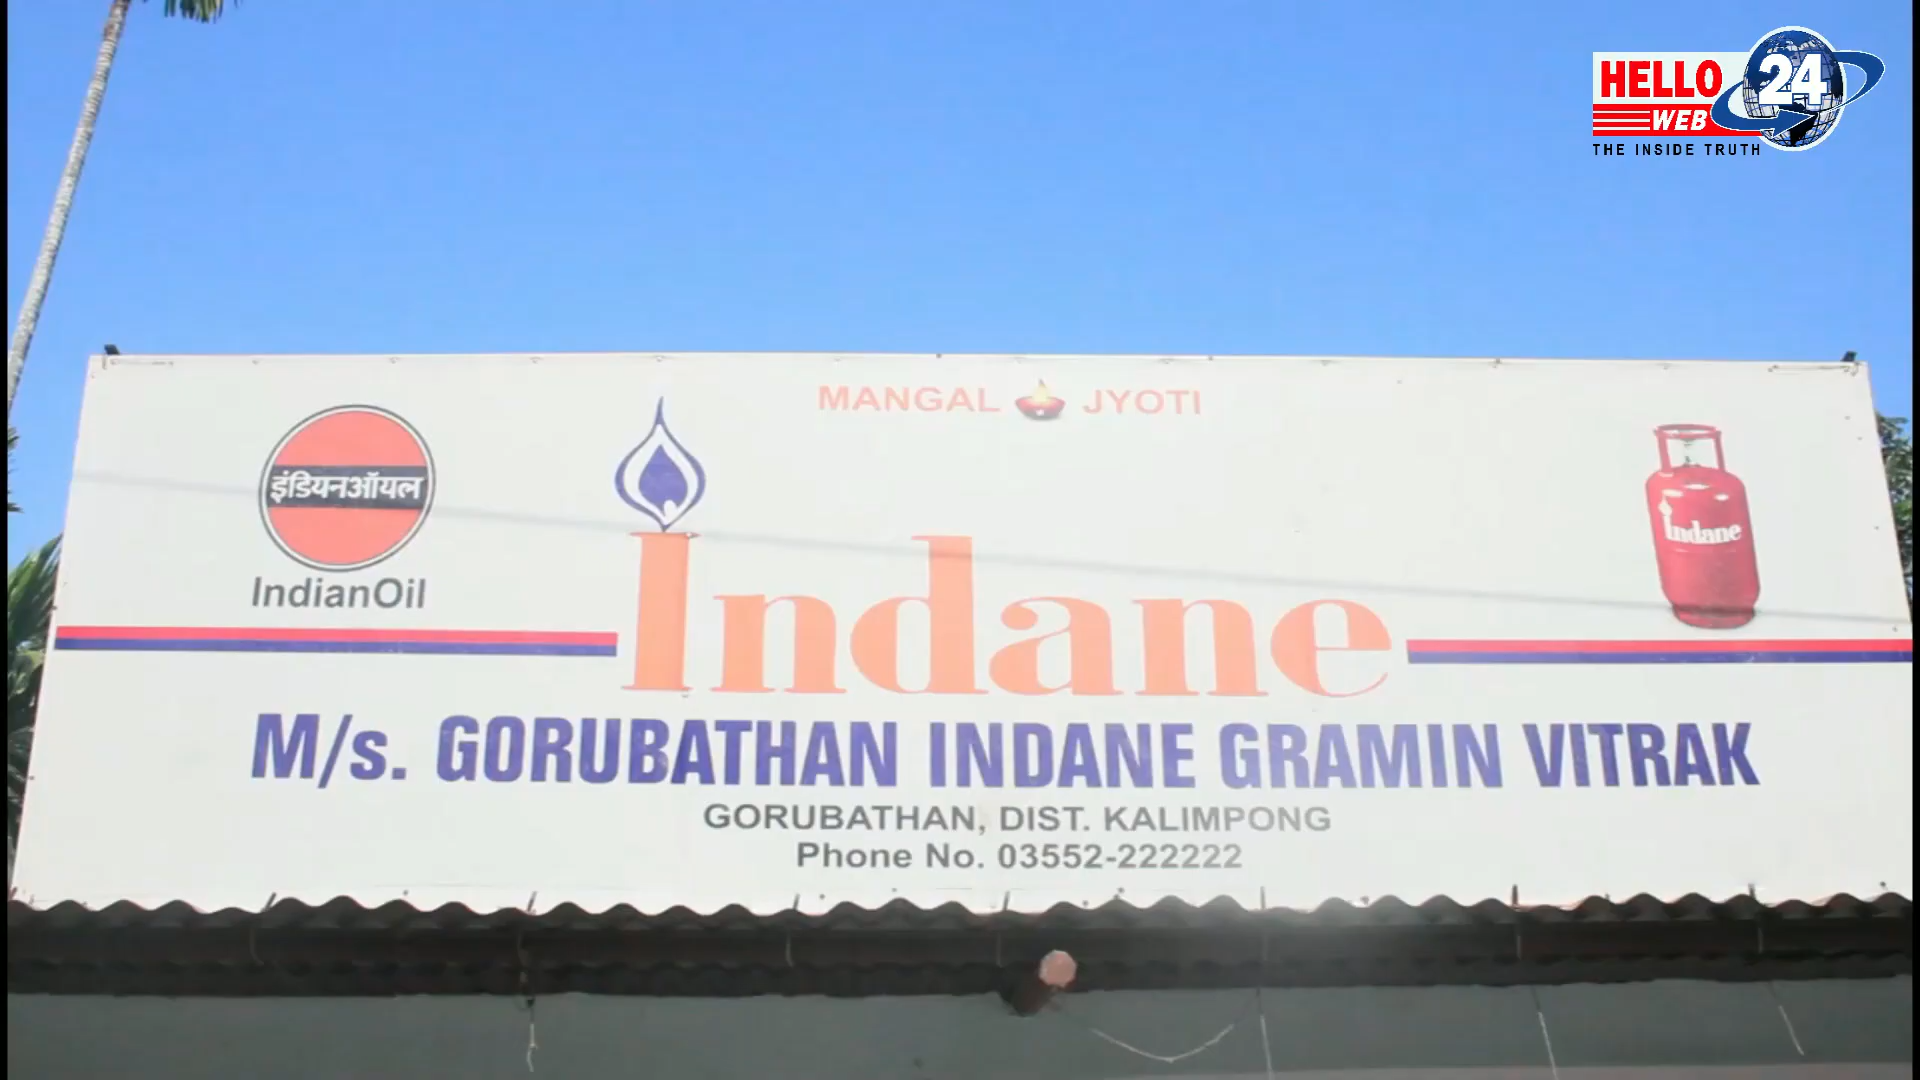 HELLO 24
WEB
THE INSIDE TRUTH
MANGAL JYOTI
इंडियनऑयल
IndianOil
Indane
Indane
M/s. GORUBATHAN INDANE GRAMIN VITRAK
GORUBATHAN, DIST. KALIMPONG
Phone No. 03552-222222